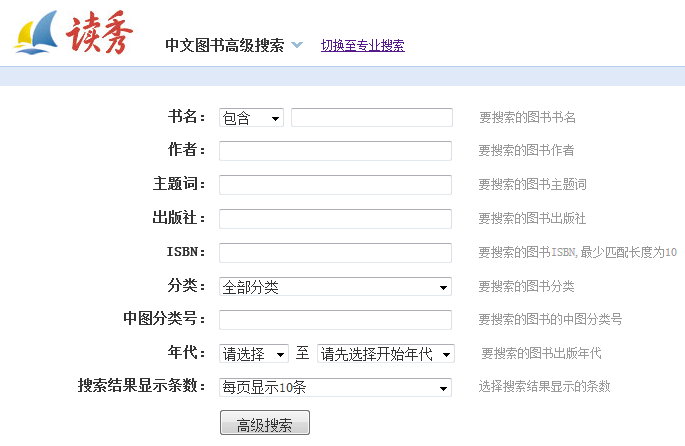 读秀 中文图书高级搜索 切换至专业搜索
书名： 包含 要搜索的图书书名
作者： 要搜索的图书作者
主题词： 要搜索的图书主题词
出版社： 要搜索的图书出版社
ISBN： 要搜索的图书ISBN,最少匹配长度为10
分类： 全部分类 要搜索的图书分类
中图分类号： 要搜索的图书的中图分类号
年代： 请选择 至 请先选择开始年代 要搜索的图书出版年代
搜索结果显示条数： 每页显示10条 选择搜索结果显示的条数
高级搜索